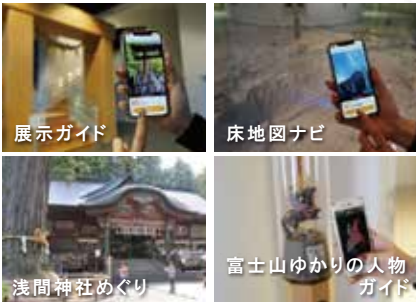 展示ガイド
床地図ナビ
浅間神社めぐり
富士山ゆかりの人物
ガイド